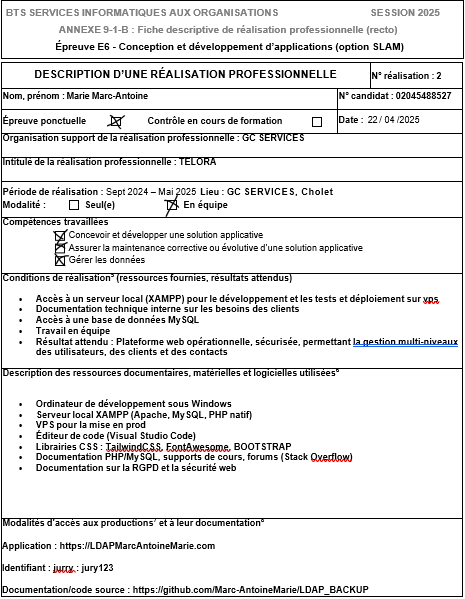 BTS SERVICES INFORMATIQUES AUX ORGANISATIONS SESSION 2025
ANNEXE 9-1-B : Fiche descriptive de réalisation professionnelle (recto)
Épreuve E6 - Conception et développement d'applications (option SLAM)
DESCRIPTION D'UNE RÉALISATION PROFESSIONNELLE N° réalisation : 2
Nom, prénom : Marie Marc-Antoine N° candidat : 02045488527
Épreuve ponctuelle Contrôle en cours de formation Date : 22 / 04 /2025
Organisation support de la réalisation professionnelle : GC SERVICES
Intitulé de la réalisation professionnelle : TELORA
Période de réalisation : Sept 2024 – Mai 2025 Lieu : GC SERVICES, Cholet
Modalité : Seul(e) En équipe
Compétences travaillées
Concevoir et développer une solution applicative
Assurer la maintenance corrective ou évolutive d'une solution applicative
Gérer les données
Conditions de réalisation⁵ (ressources fournies, résultats attendus)
• Accès à un serveur local (XAMPP) pour le développement et les tests et déploiement sur vps
• Documentation technique interne sur les besoins des clients
• Accès à une base de données MySQL
• Travail en équipe
• Résultat attendu : Plateforme web opérationnelle, sécurisée, permettant la gestion multi-niveaux
des utilisateurs, des clients et des contacts
Description des ressources documentaires, matérielles et logicielles utilisées⁶
• Ordinateur de développement sous Windows
• Serveur local XAMPP (Apache, MySQL, PHP natif)
• VPS pour la mise en prod
• Éditeur de code (Visual Studio Code)
• Librairies CSS : TailwindCSS, FontAwesome, BOOTSTRAP
• Documentation PHP/MySQL, supports de cours, forums (Stack Overflow)
• Documentation sur la RGPD et la sécurité web
Modalités d'accès aux productions⁷ et à leur documentation⁸
Application : https://LDAPMarcAntoineMarie.com
Identifiant : jurry : jury123
Documentation/code source : https://github.com/Marc-AntoineMarie/LDAP_BACKUP